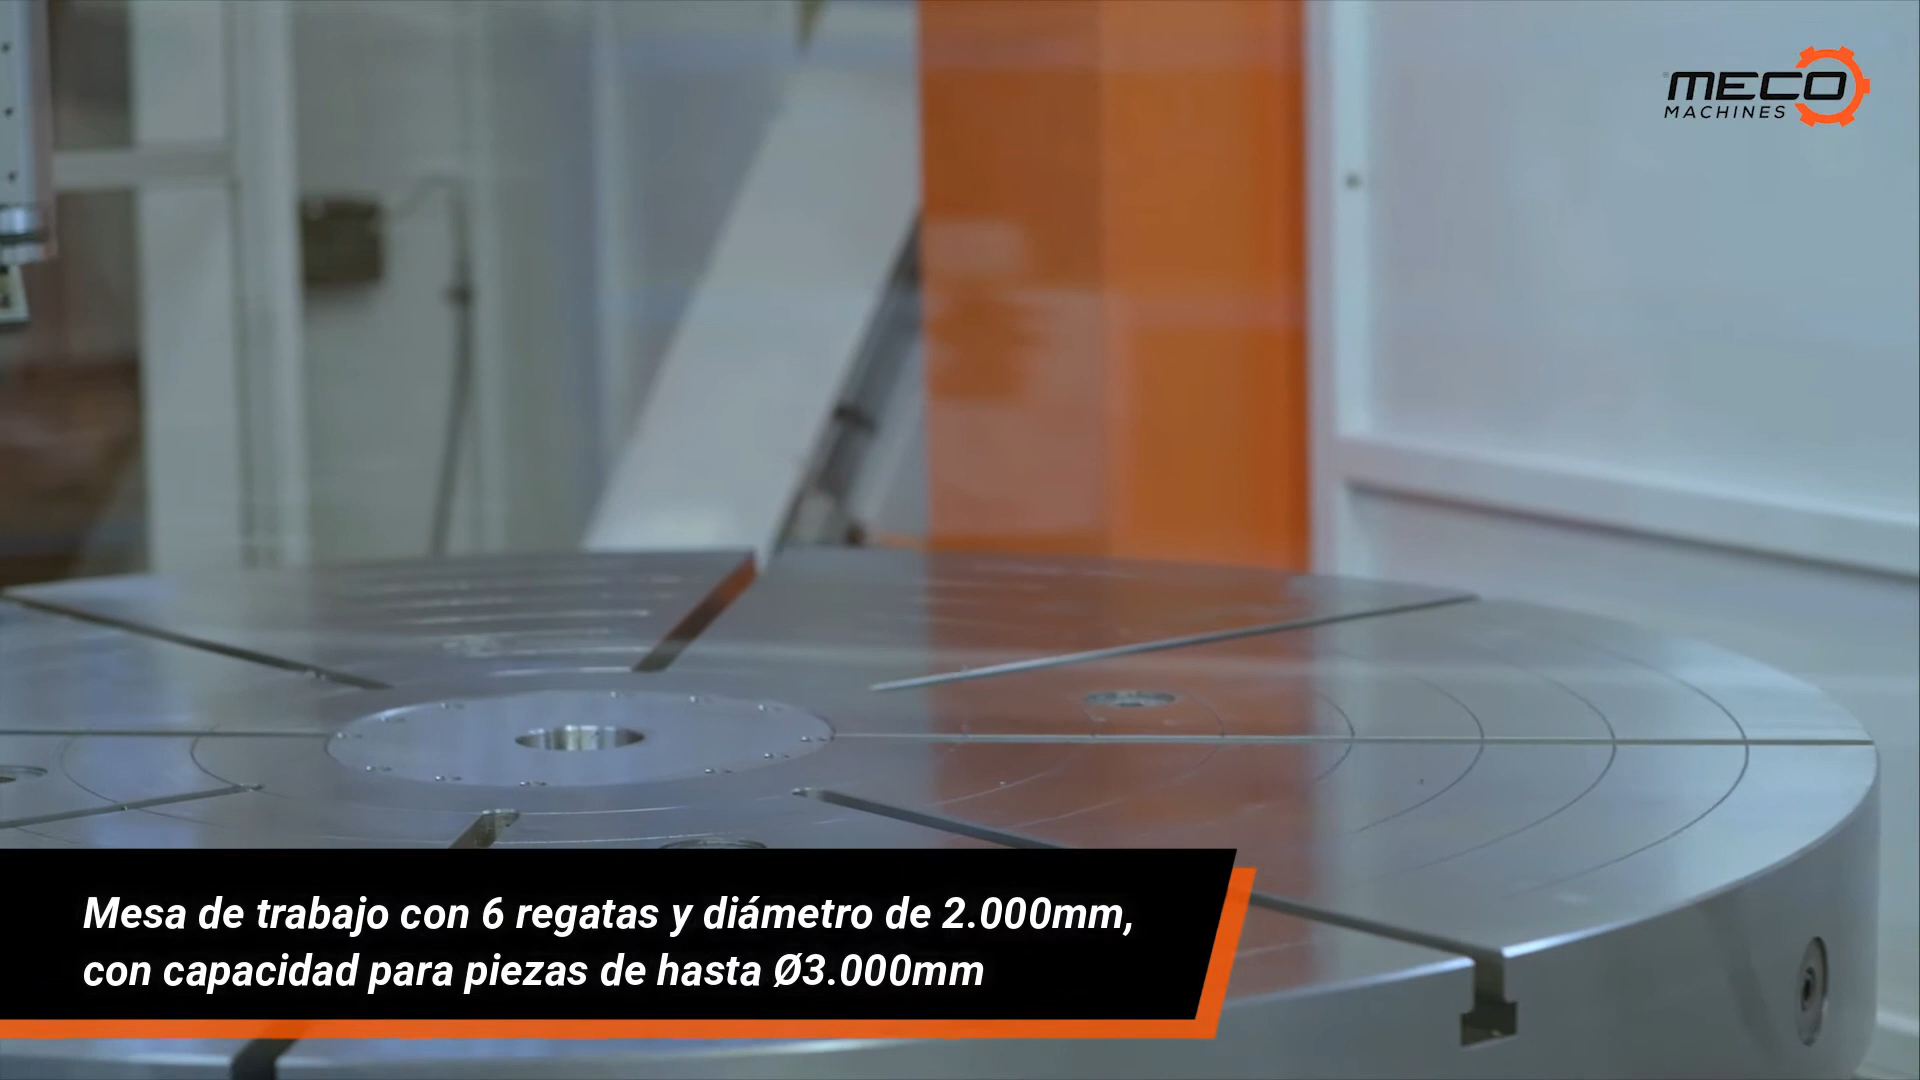 MECO
MACHINES
Mesa de trabajo con 6 regatas y diámetro de 2.000mm,
con capacidad para piezas de hasta Ø3.000mm